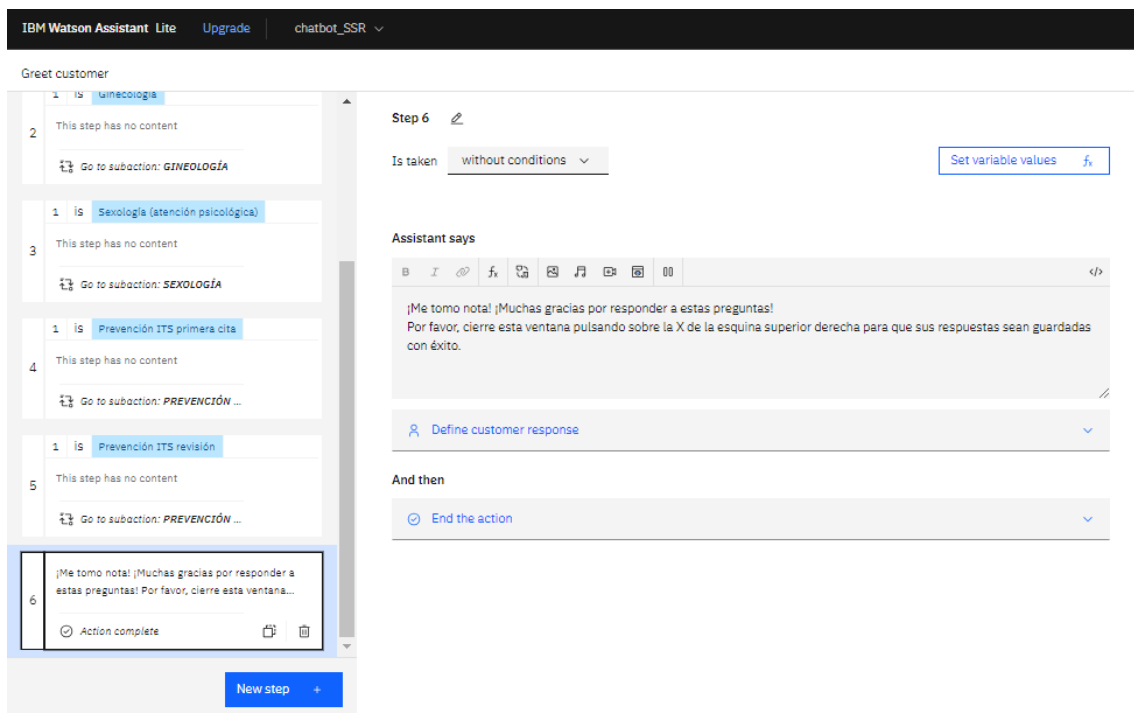 IBM Watson Assistant Lite Upgrade chatbot_SSR
Greet customer
1 is Ginecología
2
This step has no content
Go to subaction: GINEOLOGÍA
1 is Sexología (atención psicológica)
3
This step has no content
Go to subaction: SEXOLOGÍA
1 is Prevención ITS primera cita
4
This step has no content
Go to subaction: PREVENCIÓN ...
1 is Prevención ITS revisión
5
This step has no content
Go to subaction: PREVENCIÓN ...
6
¡Me tomo nota! ¡Muchas gracias por responder a
estas preguntas! Por favor, cierre esta ventana...
Action complete
New step +
Step 6
Is taken without conditions
Set variable values fx
Assistant says
B I fx </>
¡Me tomo nota! ¡Muchas gracias por responder a estas preguntas!
Por favor, cierre esta ventana pulsando sobre la X de la esquina superior derecha para que sus respuestas sean guardadas
con éxito.
Define customer response
And then
End the action